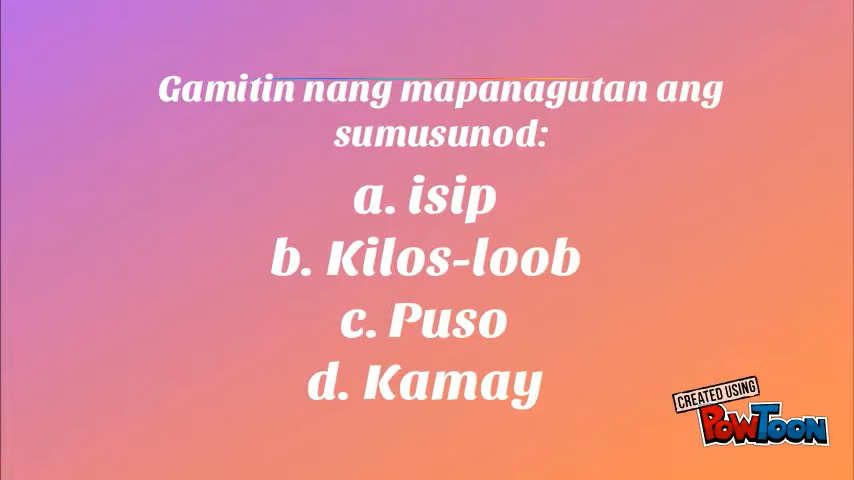 Gamitin nang mapanagutan ang
sumusunod:
a. isip
b. Kilos-loob
c. Puso
d. Kamay
CREATED USING
POWTOON